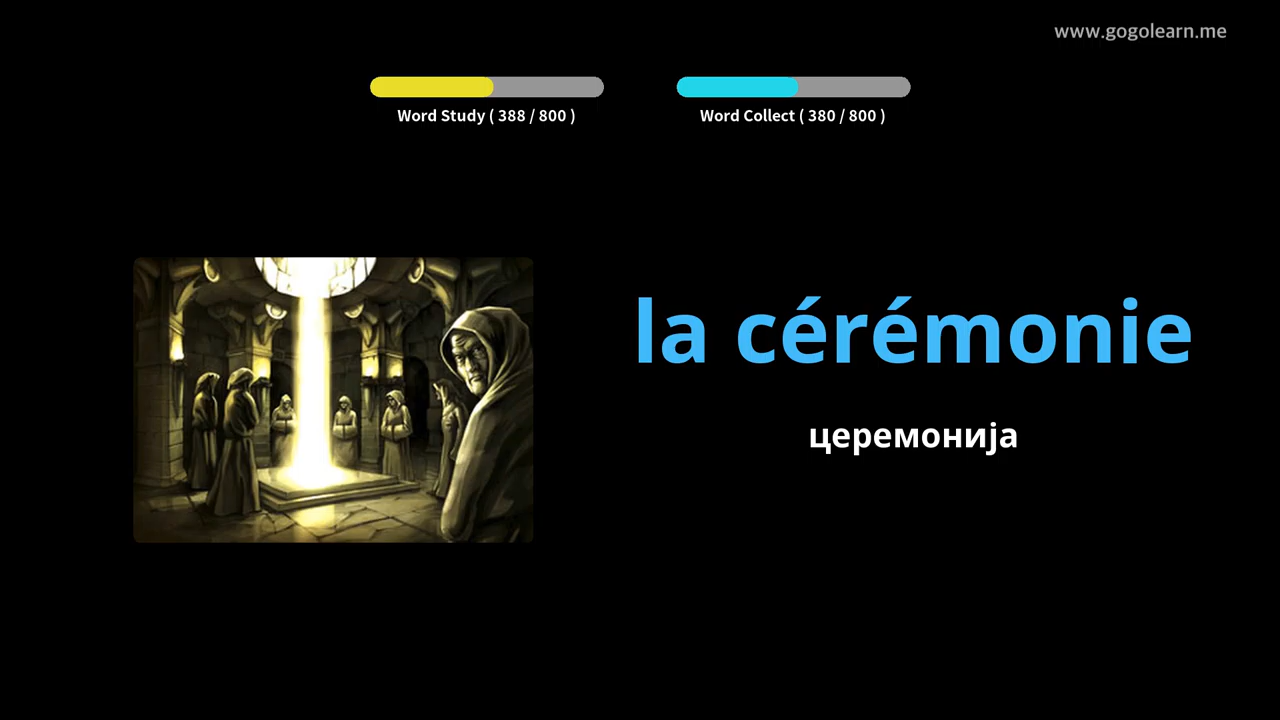 www.gogolearn.me
Word Study ( 388 / 800 )
Word Collect ( 380 / 800 )
la cérémonie
церемонија